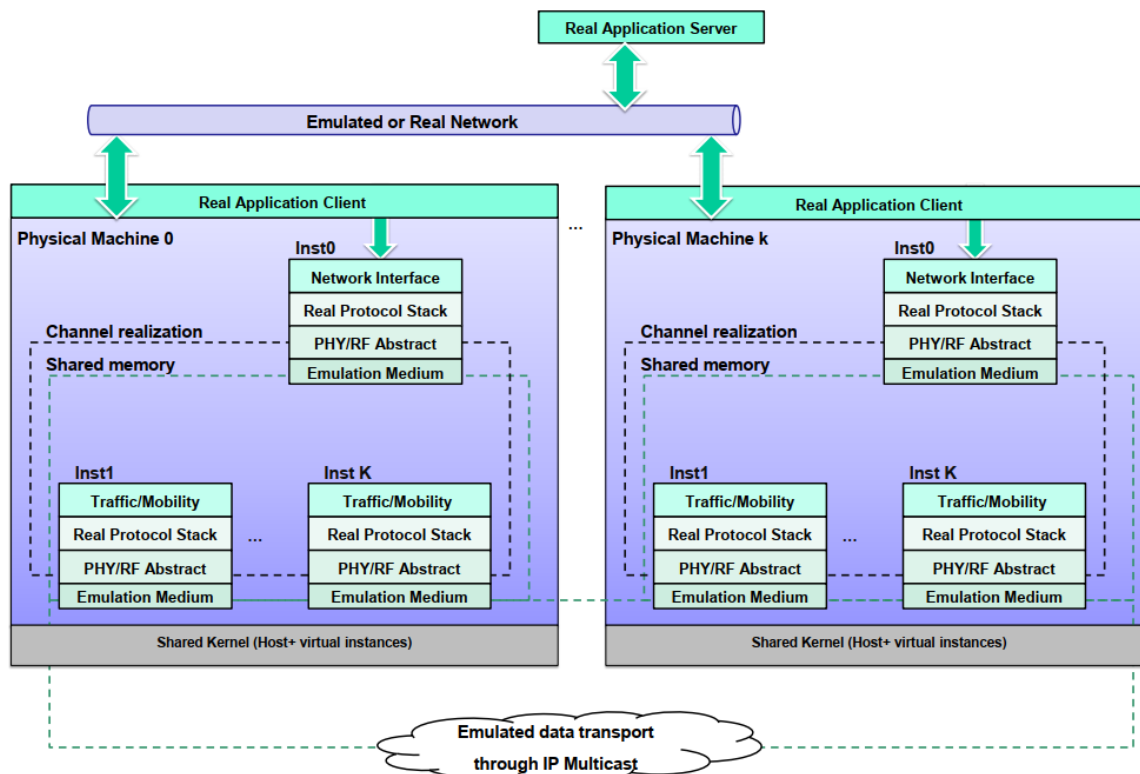 Real Application Server
Emulated or Real Network
Real Application Client
Physical Machine 0
Inst0
Network Interface
Real Protocol Stack
Channel realization
PHY/RF Abstract
Shared memory
Emulation Medium
Inst1
Traffic/Mobility
Real Protocol Stack
PHY/RF Abstract
Emulation Medium
...
Inst K
Traffic/Mobility
Real Protocol Stack
PHY/RF Abstract
Emulation Medium
Shared Kernel (Host+ virtual instances)
...
Real Application Client
Physical Machine k
Inst0
Network Interface
Real Protocol Stack
Channel realization
PHY/RF Abstract
Shared memory
Emulation Medium
Inst1
Traffic/Mobility
Real Protocol Stack
PHY/RF Abstract
Emulation Medium
...
Inst K
Traffic/Mobility
Real Protocol Stack
PHY/RF Abstract
Emulation Medium
Shared Kernel (Host+ virtual instances)
Emulated data transport
through IP Multicast